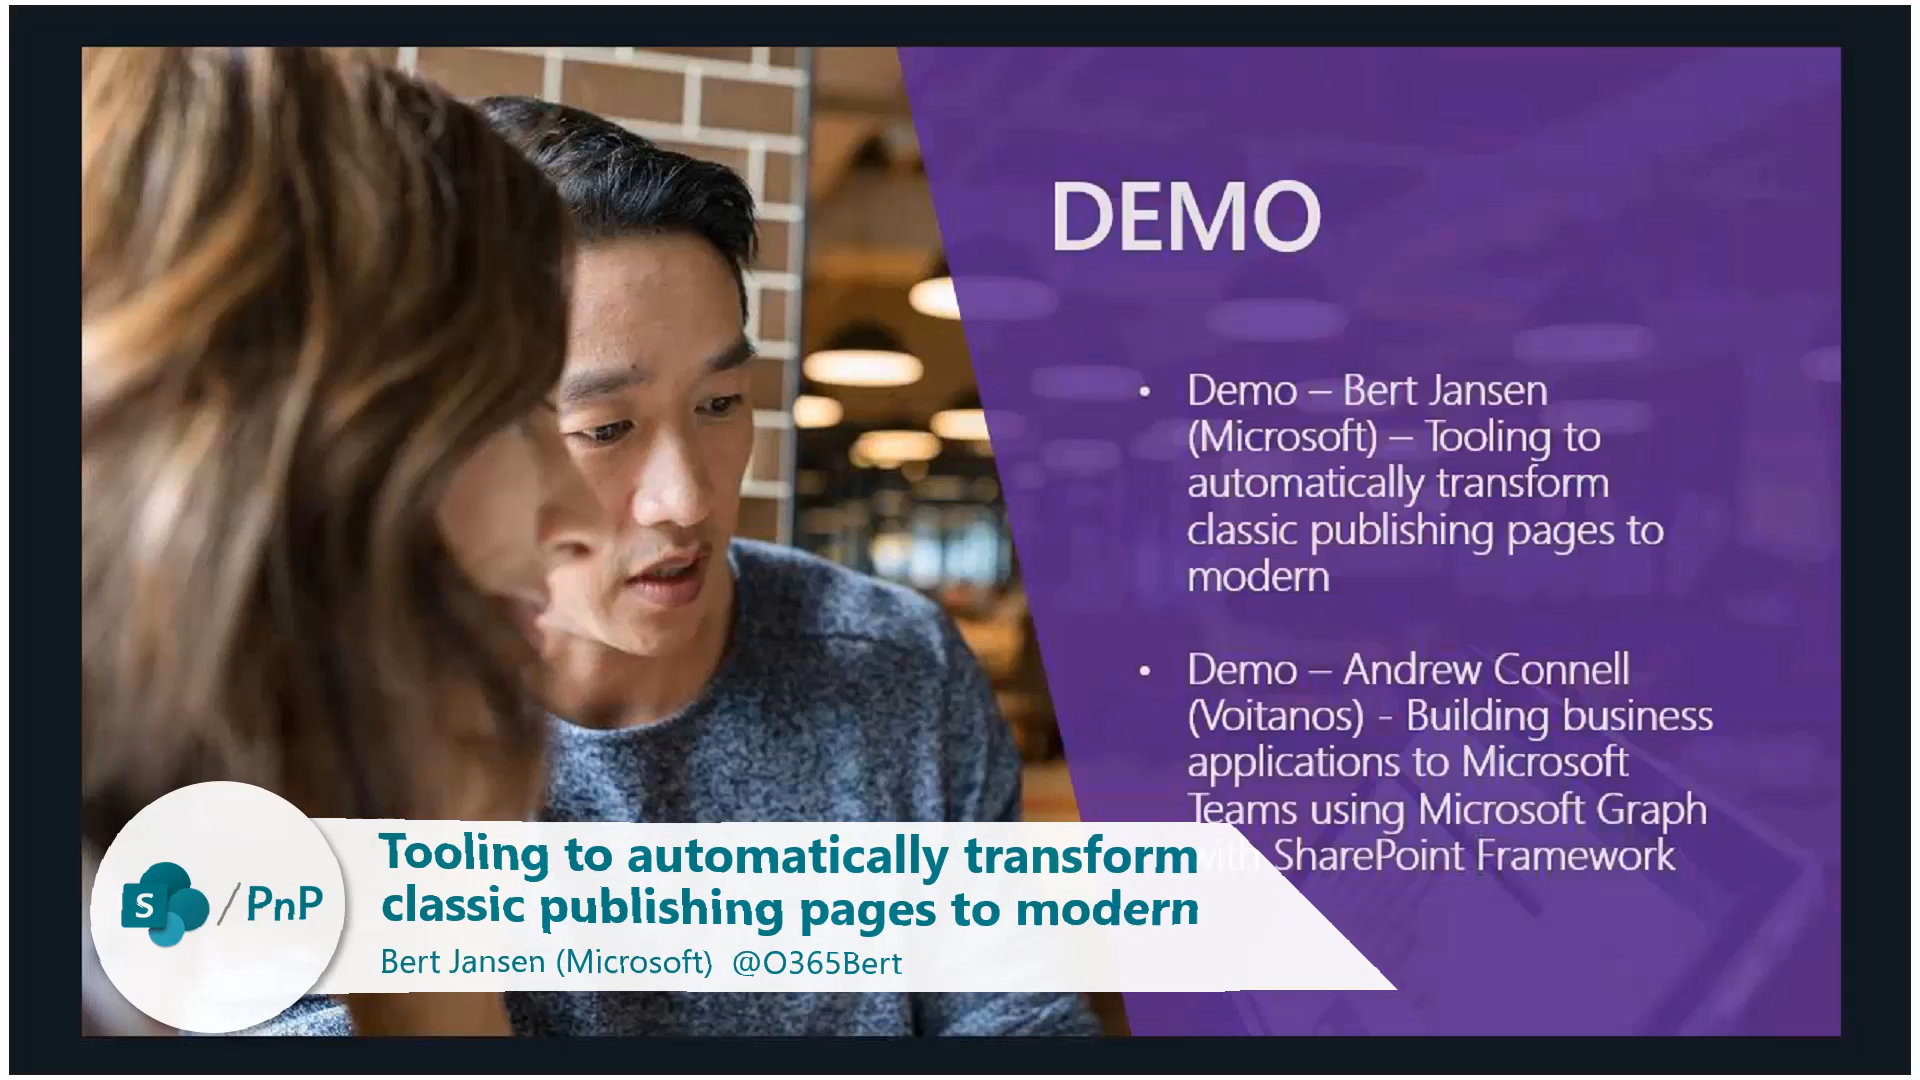 DEMO
• Demo – Bert Jansen
(Microsoft) – Tooling to
automatically transform
classic publishing pages to
modern
• Demo – Andrew Connell
(Voitanos) - Building business
applications to Microsoft
Teams using Microsoft Graph
with SharePoint Framework
S / PnP
Tooling to automatically transform
classic publishing pages to modern
Bert Jansen (Microsoft) @O365Bert